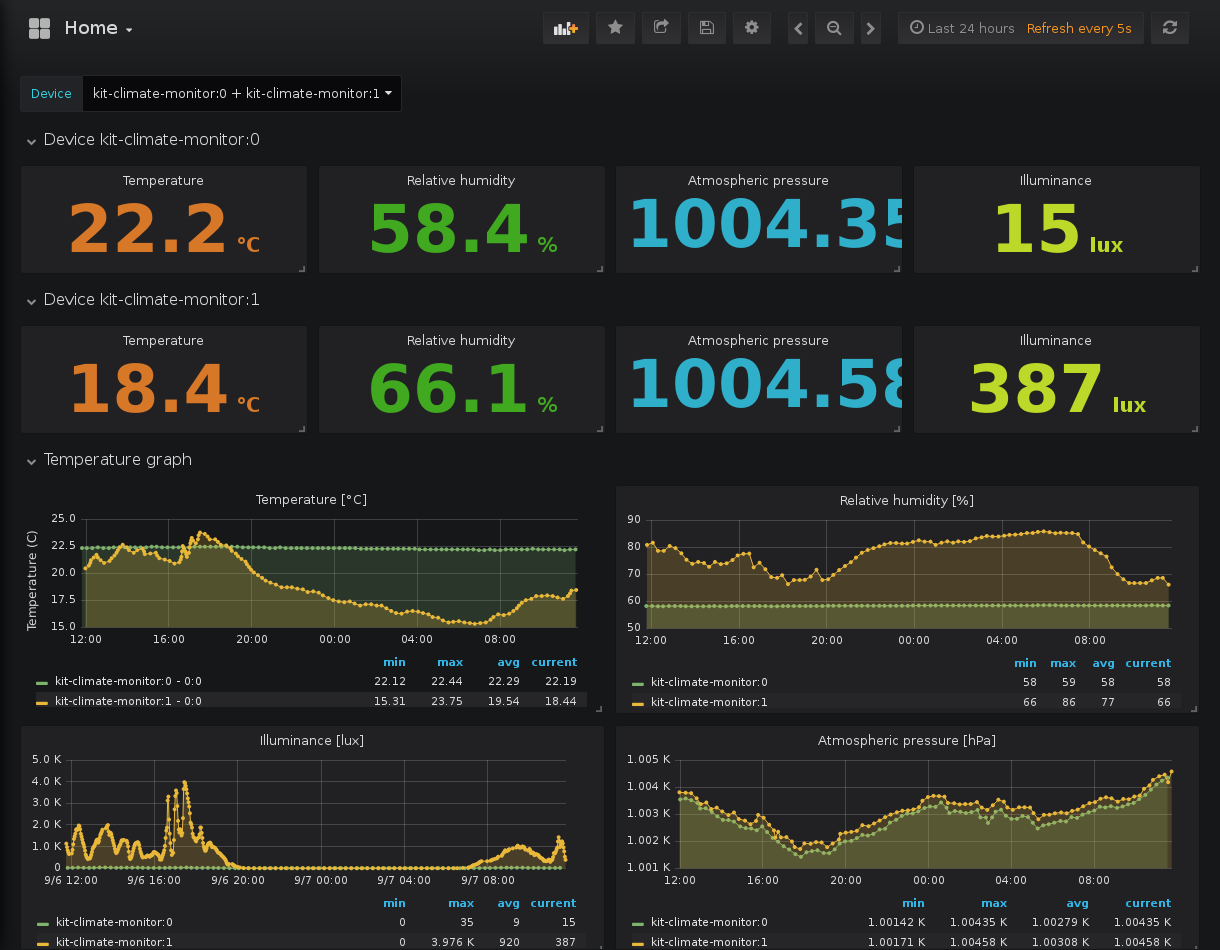 Home
Last 24 hours Refresh every 5s
Device kit-climate-monitor:0 + kit-climate-monitor:1
Device kit-climate-monitor:0
Temperature Relative humidity Atmospheric pressure Illuminance
22.2 °C 58.4 % 1004.35 15 lux
Device kit-climate-monitor:1
Temperature Relative humidity Atmospheric pressure Illuminance
18.4 °C 66.1 % 1004.58 387 lux
Temperature graph
Temperature [°C]
Temperature (C)
25.0
22.5
20.0
17.5
15.0
12:00 16:00 20:00 00:00 04:00 08:00
min max avg current
kit-climate-monitor:0 - 0:0 22.12 22.44 22.29 22.19
kit-climate-monitor:1 - 0:0 15.31 23.75 19.54 18.44
Relative humidity [%]
90
80
70
60
50
12:00 16:00 20:00 00:00 04:00 08:00
min max avg current
kit-climate-monitor:0 58 59 58 58
kit-climate-monitor:1 66 86 77 66
Illuminance [lux]
5.0 K
4.0 K
3.0 K
2.0 K
1.0 K
0
9/6 12:00 9/6 16:00 9/6 20:00 9/7 00:00 9/7 04:00 9/7 08:00
min max avg current
kit-climate-monitor:0 0 35 9 15
kit-climate-monitor:1 0 3.976 K 920 387
Atmospheric pressure [hPa]
1.005 K
1.004 K
1.003 K
1.002 K
1.001 K
12:00 16:00 20:00 00:00 04:00 08:00
min max avg current
kit-climate-monitor:0 1.00142 K 1.00435 K 1.00279 K 1.00435 K
kit-climate-monitor:1 1.00171 K 1.00458 K 1.00308 K 1.00458 K